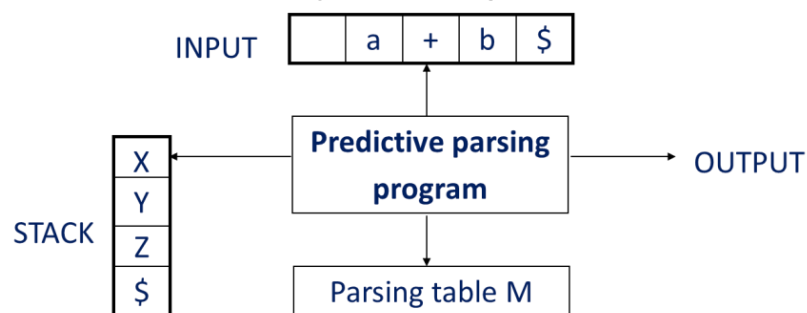 INPUT
a + b $
Predictive parsing
program
OUTPUT
STACK
X
Y
Z
$
Parsing table M